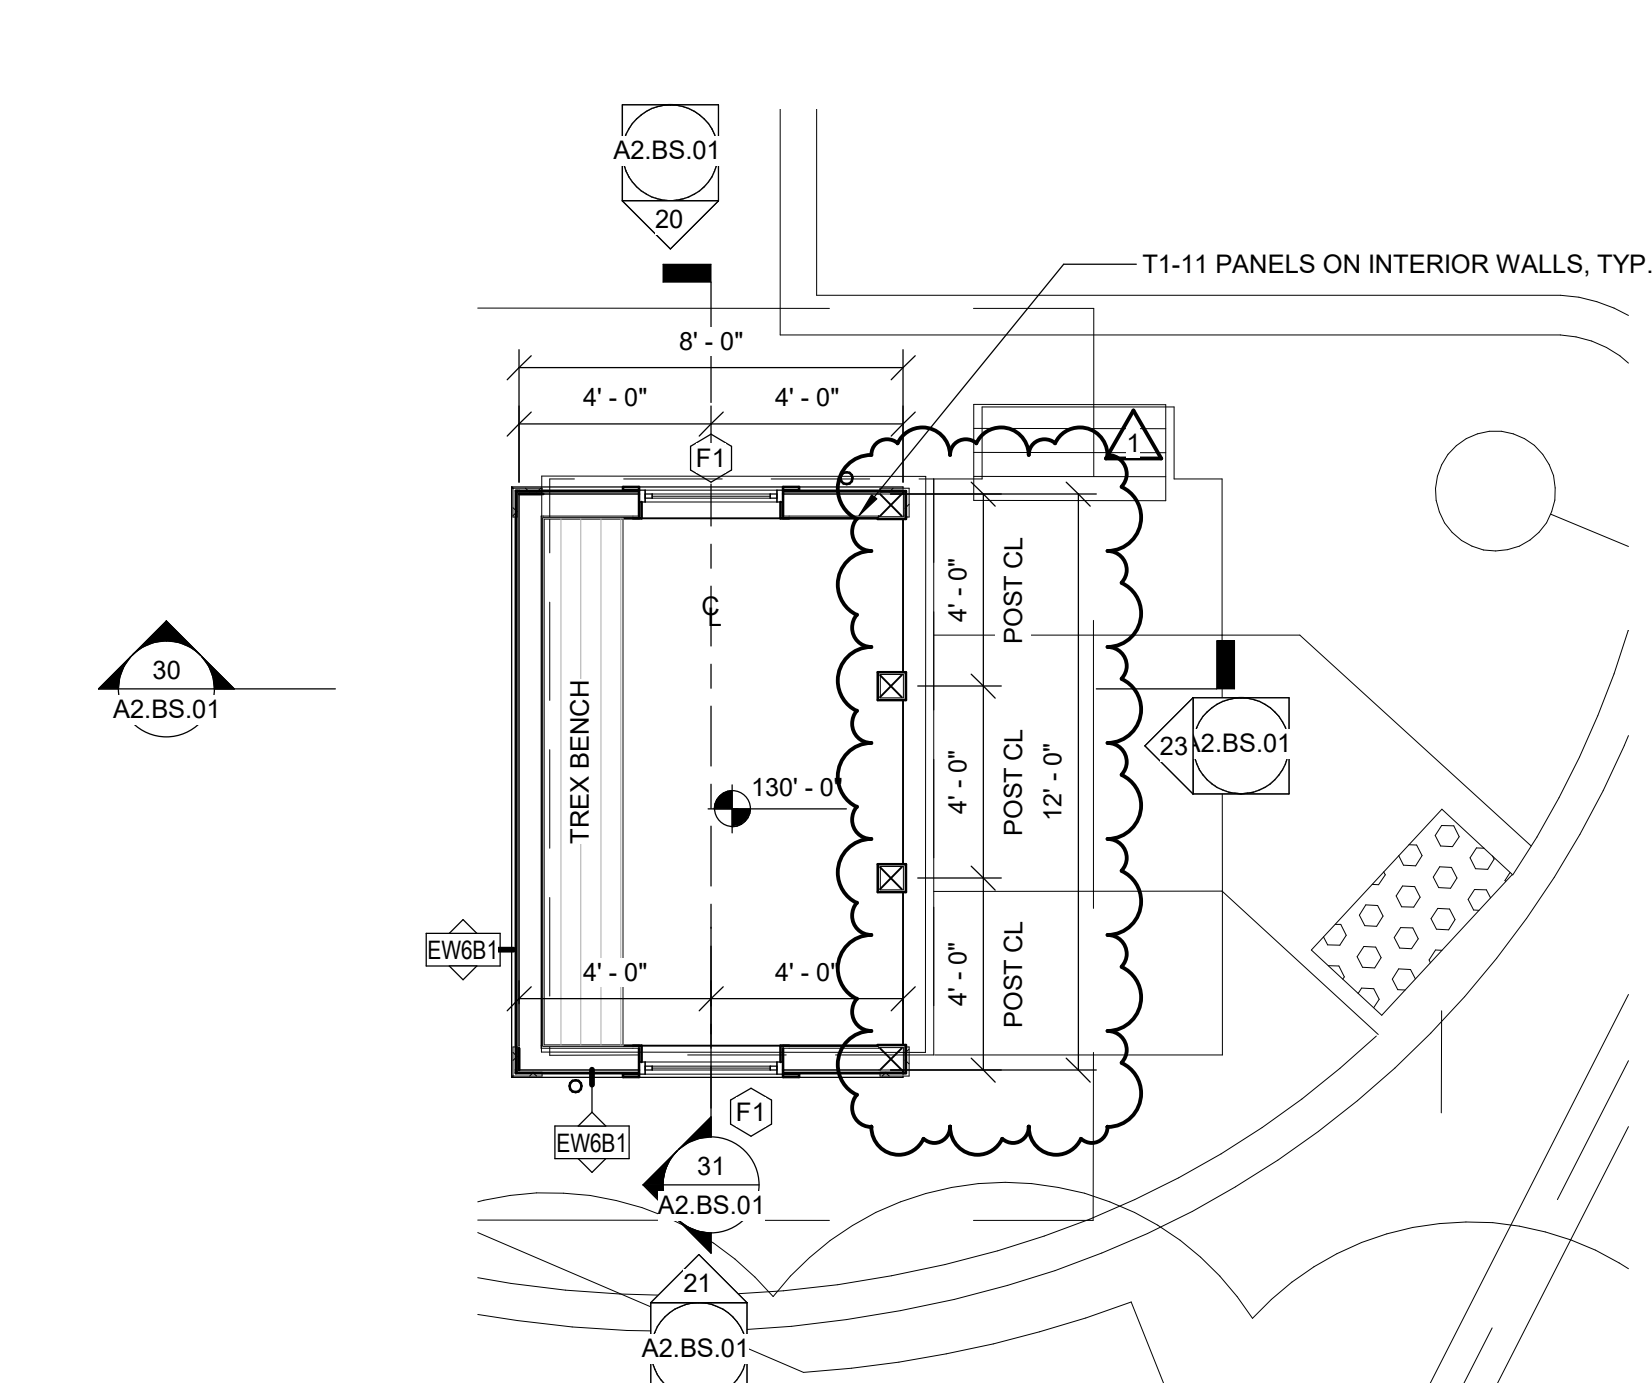 A2.BS.01
20
T1-11 PANELS ON INTERIOR WALLS, TYP.
8' - 0"
4' - 0"
4' - 0"
1
F1
4' - 0"
POST CL
CL
30
A2.BS.01
TREX BENCH
130' - 0"
4' - 0"
POST CL
12' - 0"
23
A2.BS.01
EW6B1
4' - 0"
4' - 0"
4' - 0"
POST CL
F1
EW6B1
31
A2.BS.01
21
A2.BS.01